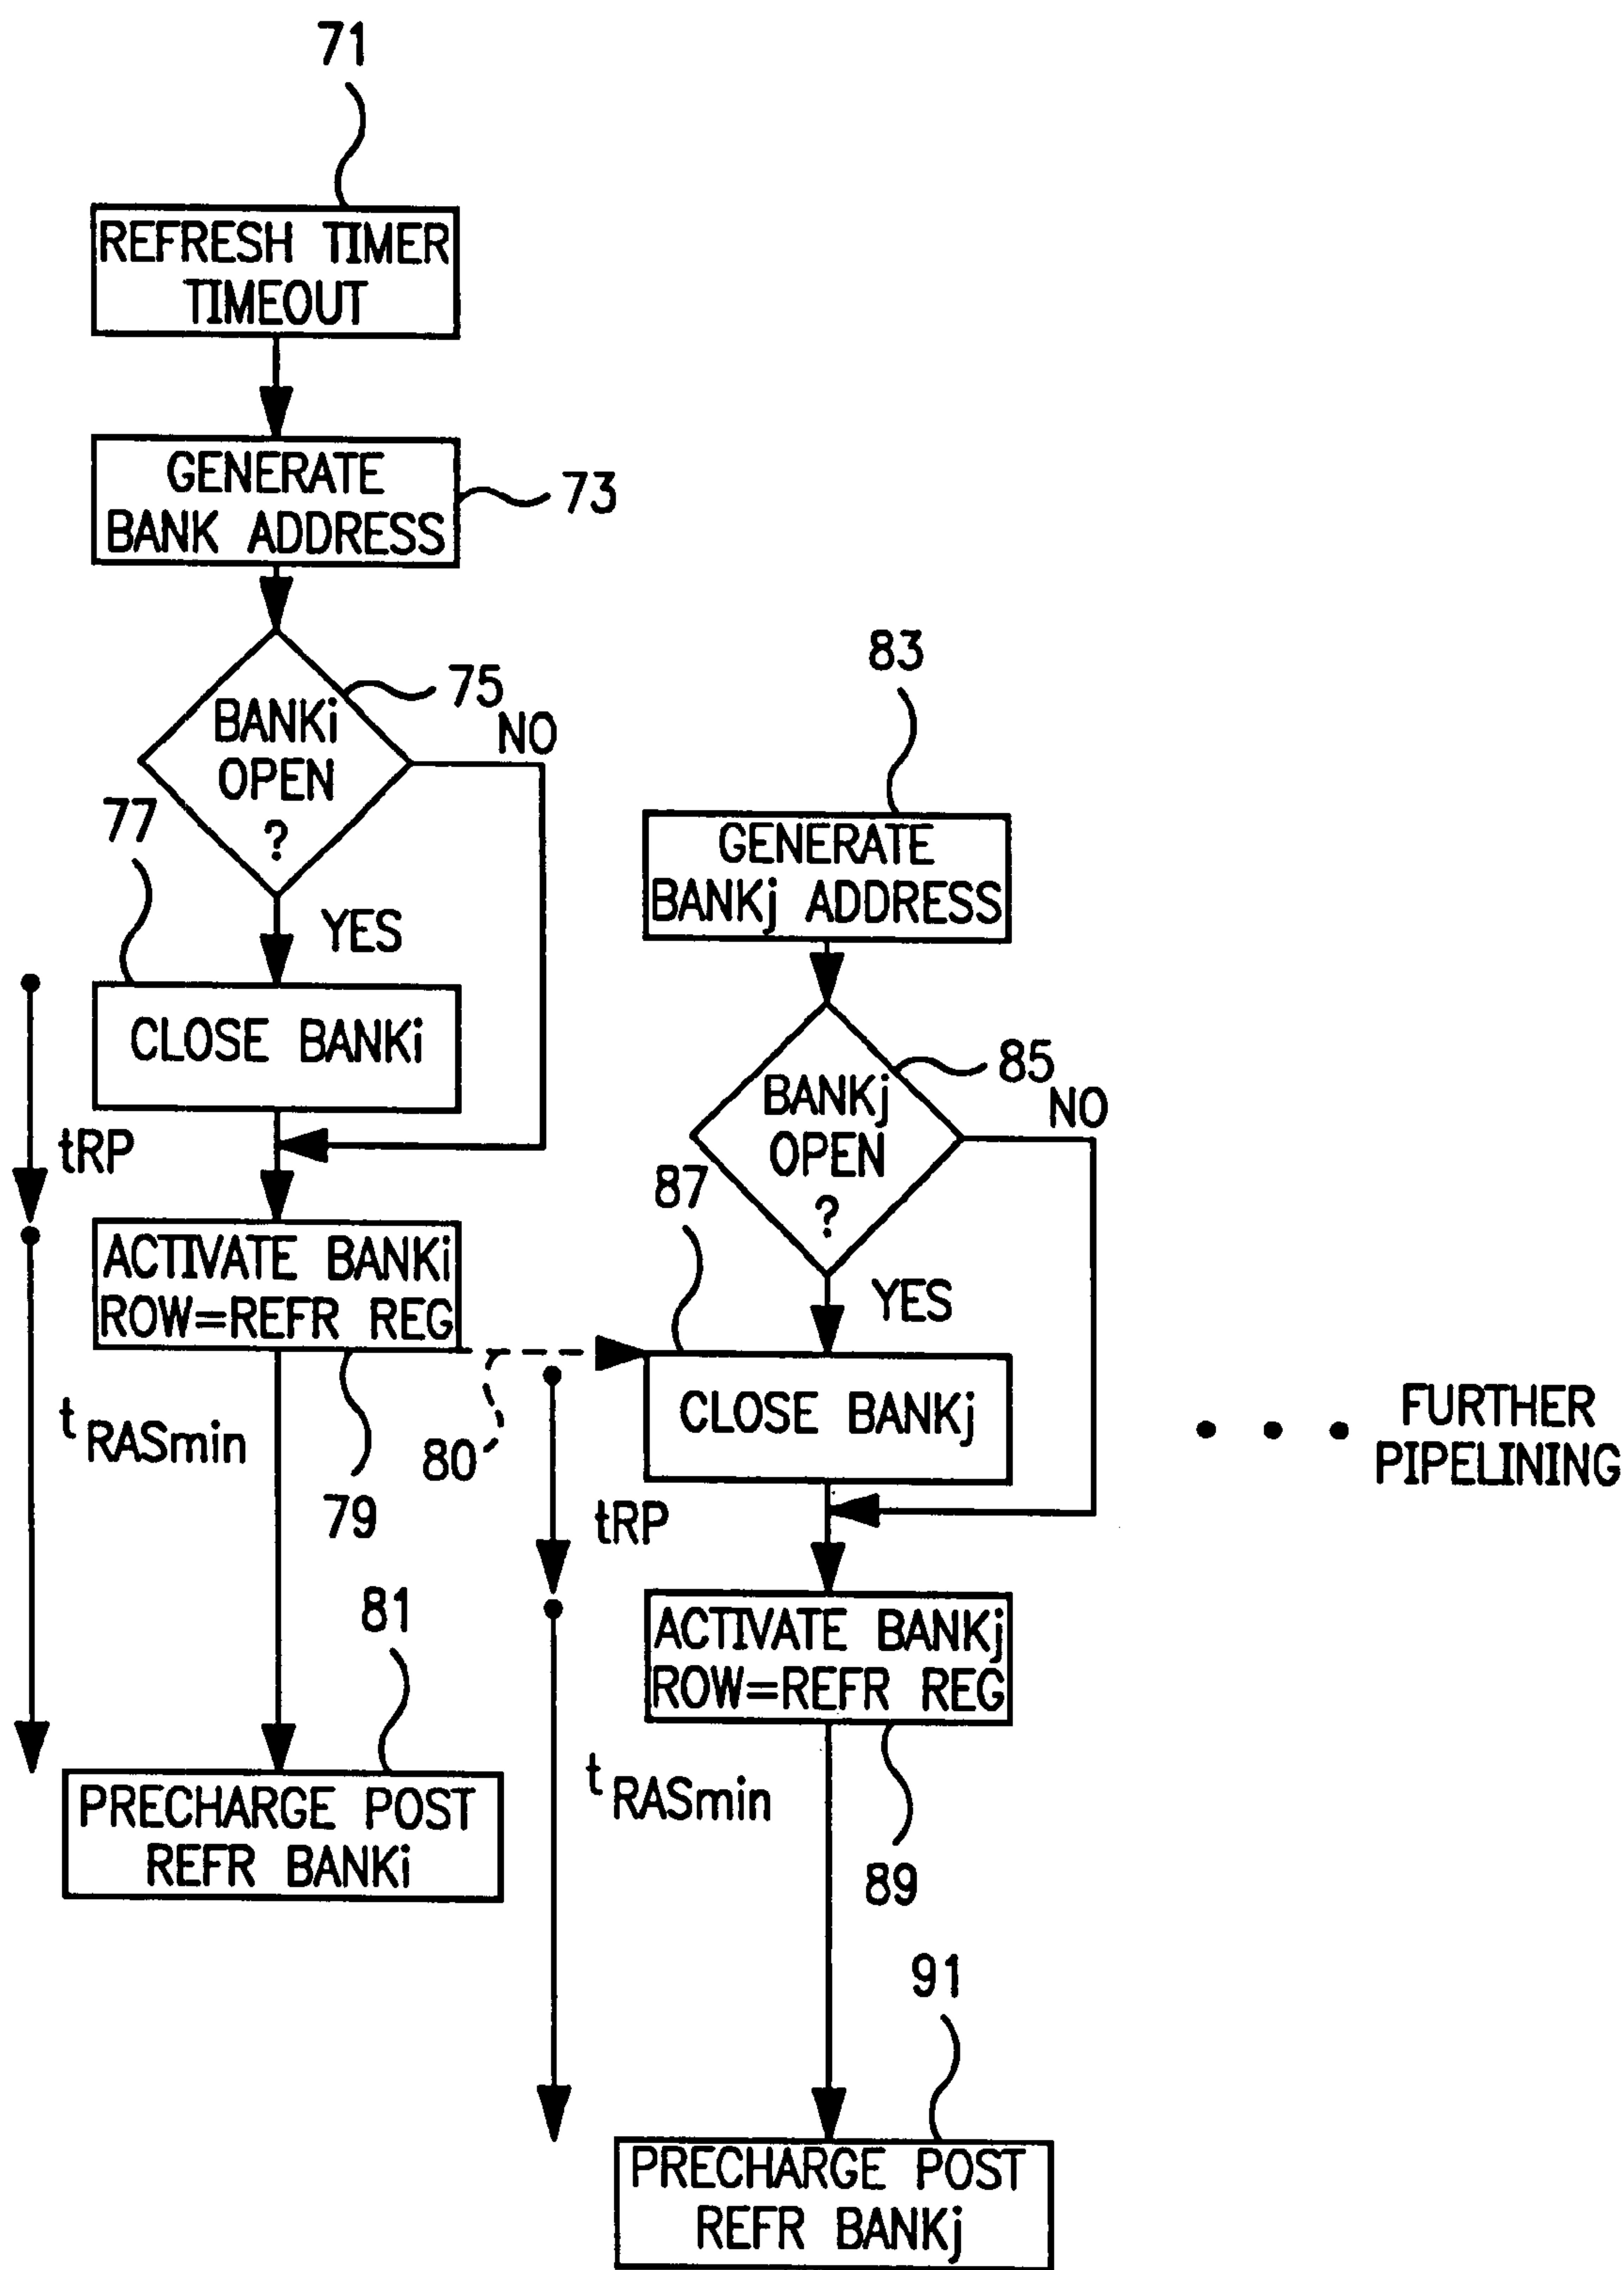 71
REFRESH TIMER
TIMEOUT
GENERATE
BANK ADDRESS
73
75
BANKi
OPEN
?
NO
YES
77
CLOSE BANKi
tRP
ACTIVATE BANKi
ROW=REFR REG
tRASmin
79
80
81
PRECHARGE POST
REFR BANKi
83
GENERATE
BANKj ADDRESS
85
BANKj
OPEN
?
NO
YES
87
CLOSE BANKj
tRP
ACTIVATE BANKj
ROW=REFR REG
tRASmin
89
91
PRECHARGE POST
REFR BANKj
FURTHER
PIPELINING